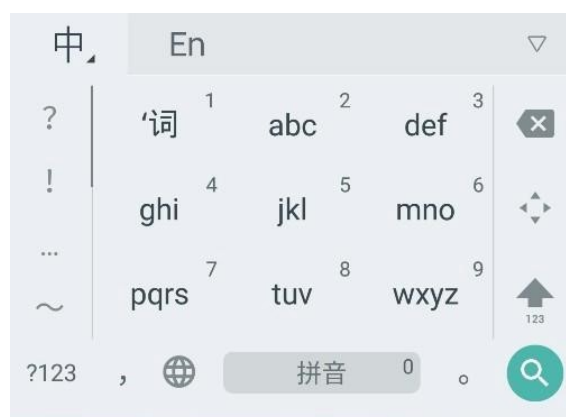 中 En
? '词 1 abc 2 def 3
! ghi 4 jkl 5 mno 6
...
~ pqrs 7 tuv 8 wxyz 9
123
?123 , 拼音 0 。